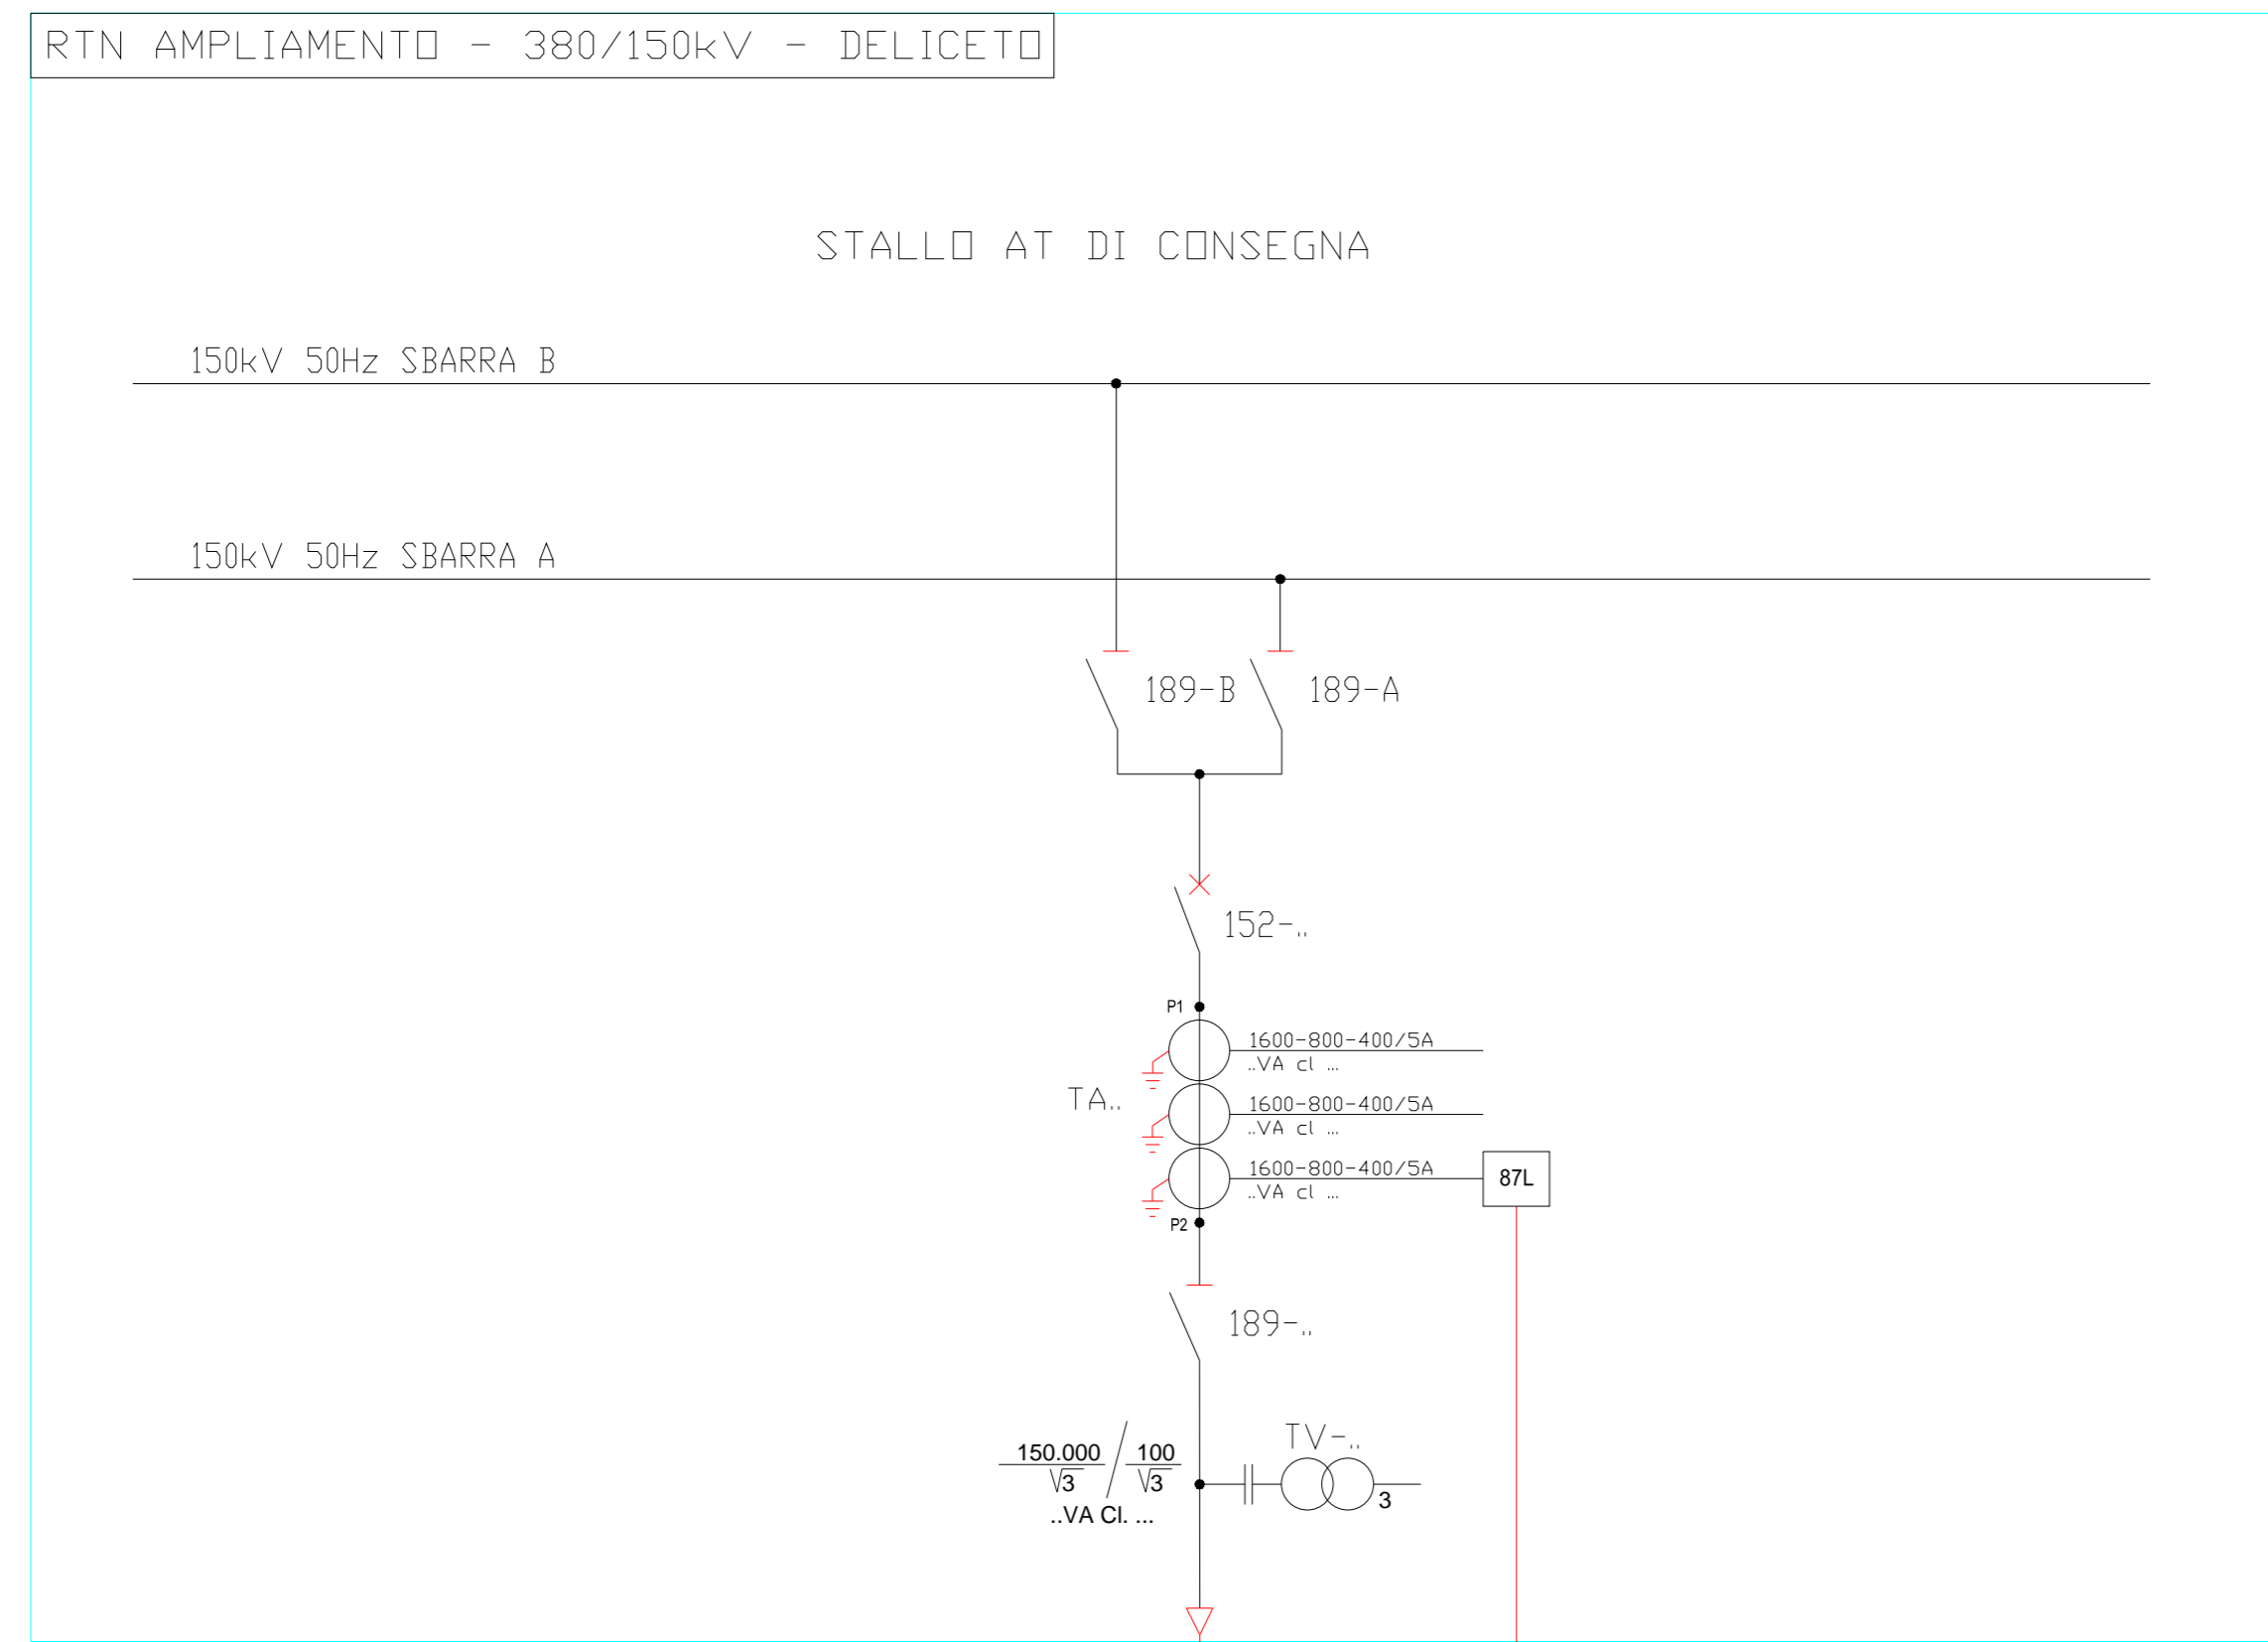 RTN AMPLIAMENTO - 380/150kV - DELICETO
STALLO AT DI CONSEGNA
150kV 50Hz SBARRA B
150kV 50Hz SBARRA A
189-B
189-A
152-..
P1
1600-800-400/5A
..VA cl ...
TA..
1600-800-400/5A
..VA cl ...
1600-800-400/5A
..VA cl ...
87L
P2
189-..
TV-..
150.000/√3 / 100/√3
..VA Cl. ...
3